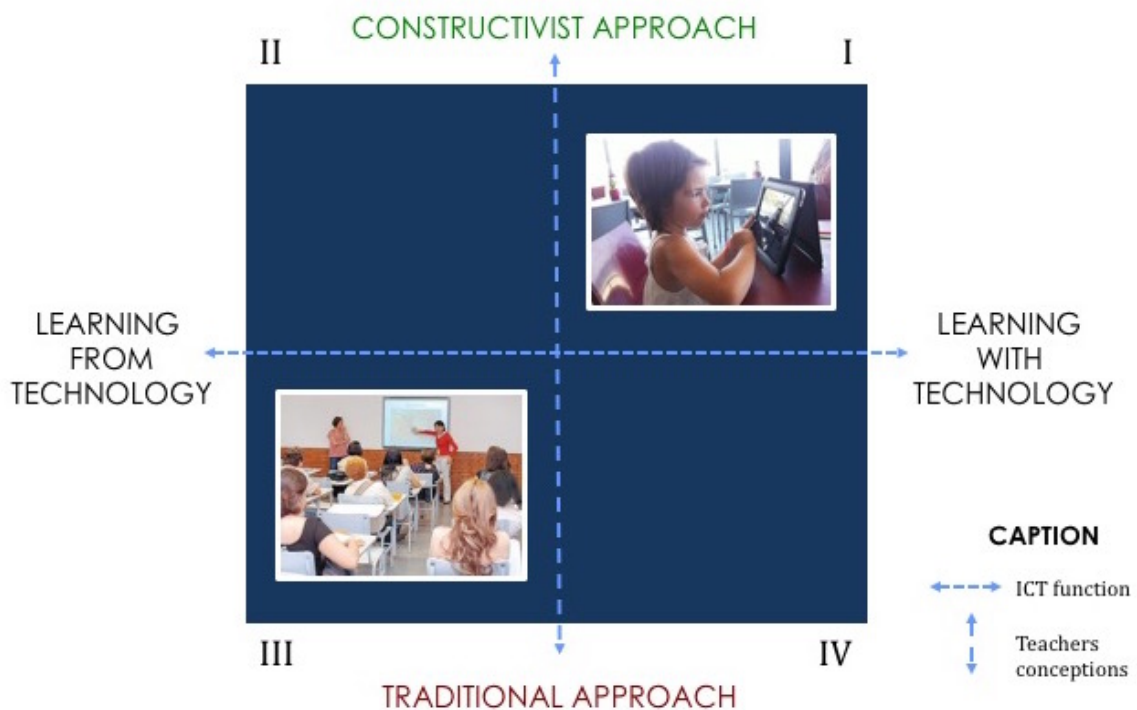 CONSTRUCTIVIST APPROACH
II
I
LEARNING
FROM
TECHNOLOGY
LEARNING
WITH
TECHNOLOGY
CAPTION
ICT function
Teachers
conceptions
III
IV
TRADITIONAL APPROACH